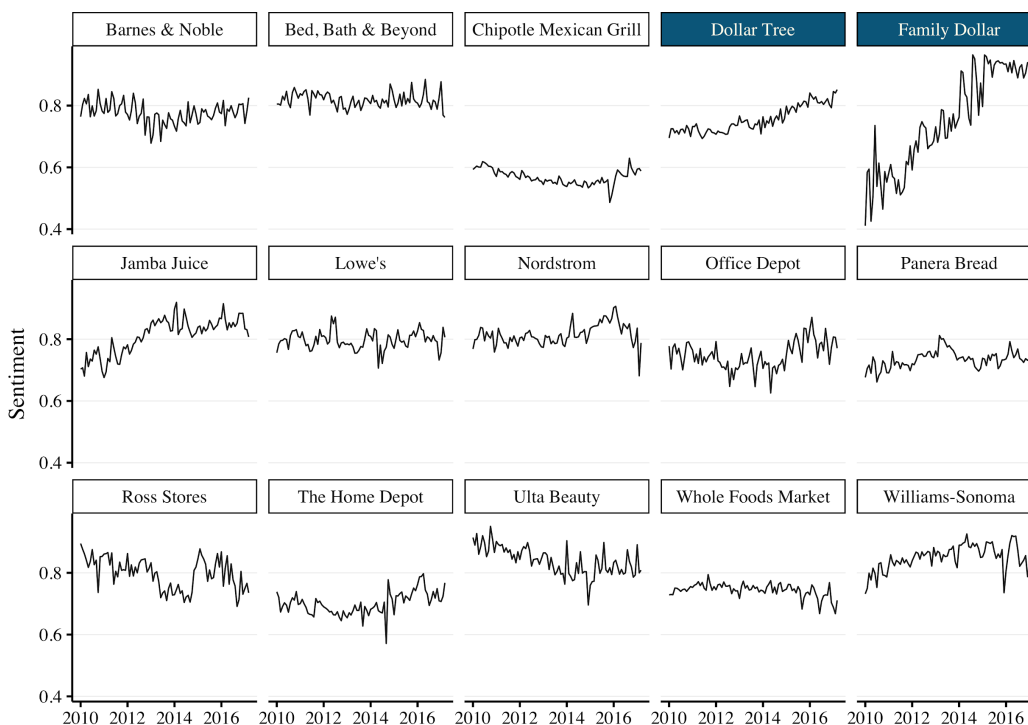 Barnes & Noble
Bed, Bath & Beyond
Chipotle Mexican Grill
Dollar Tree
Family Dollar
0.8
0.6
0.4
Jamba Juice
Lowe's
Nordstrom
Office Depot
Panera Bread
0.8
0.6
0.4
Sentiment
Ross Stores
The Home Depot
Ulta Beauty
Whole Foods Market
Williams-Sonoma
0.8
0.6
0.4
2010 2012 2014 2016
2010 2012 2014 2016
2010 2012 2014 2016
2010 2012 2014 2016
2010 2012 2014 2016